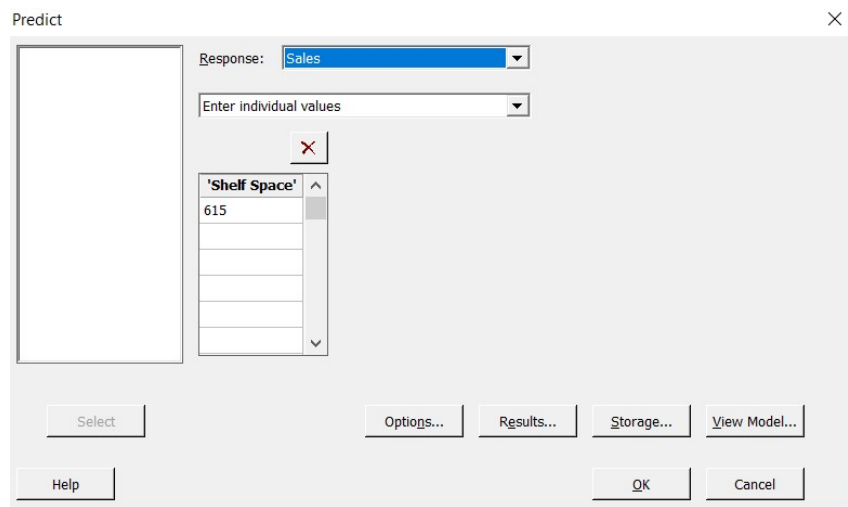 Predict
Response: Sales
Enter individual values
'Shelf Space'
615
Select Options... Results... Storage... View Model...
Help OK Cancel